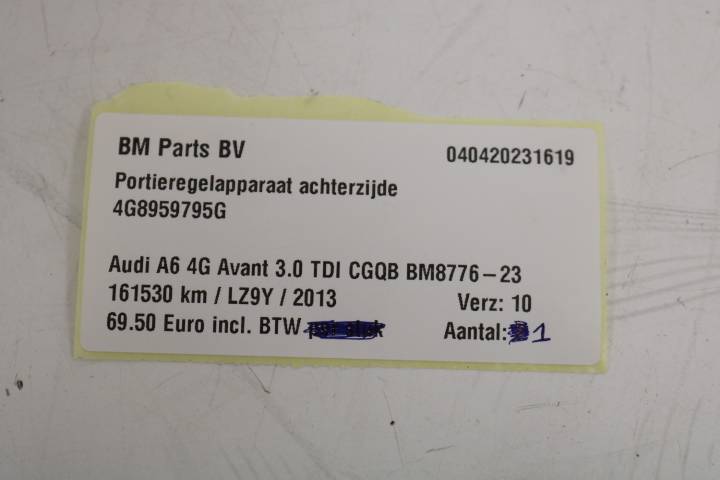 BM Parts BV 040420231619
Portieregelapparaat achterzijde
4G8959795G
Audi A6 4G Avant 3.0 TDI CGQB BM8776-23
161530 km / LZ9Y / 2013 Verz: 10
69.50 Euro incl. BTW
Aantal: 1